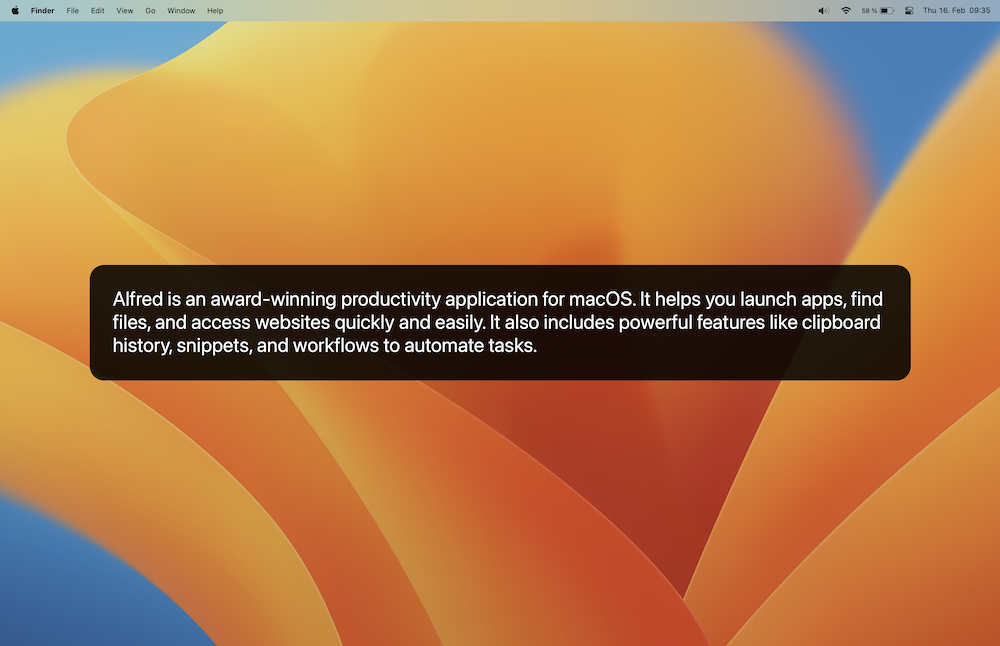 Finder File Edit View Go Window Help 58 % Thu 16. Feb 09:35
Alfred is an award-winning productivity application for macOS. It helps you launch apps, find
files, and access websites quickly and easily. It also includes powerful features like clipboard
history, snippets, and workflows to automate tasks.